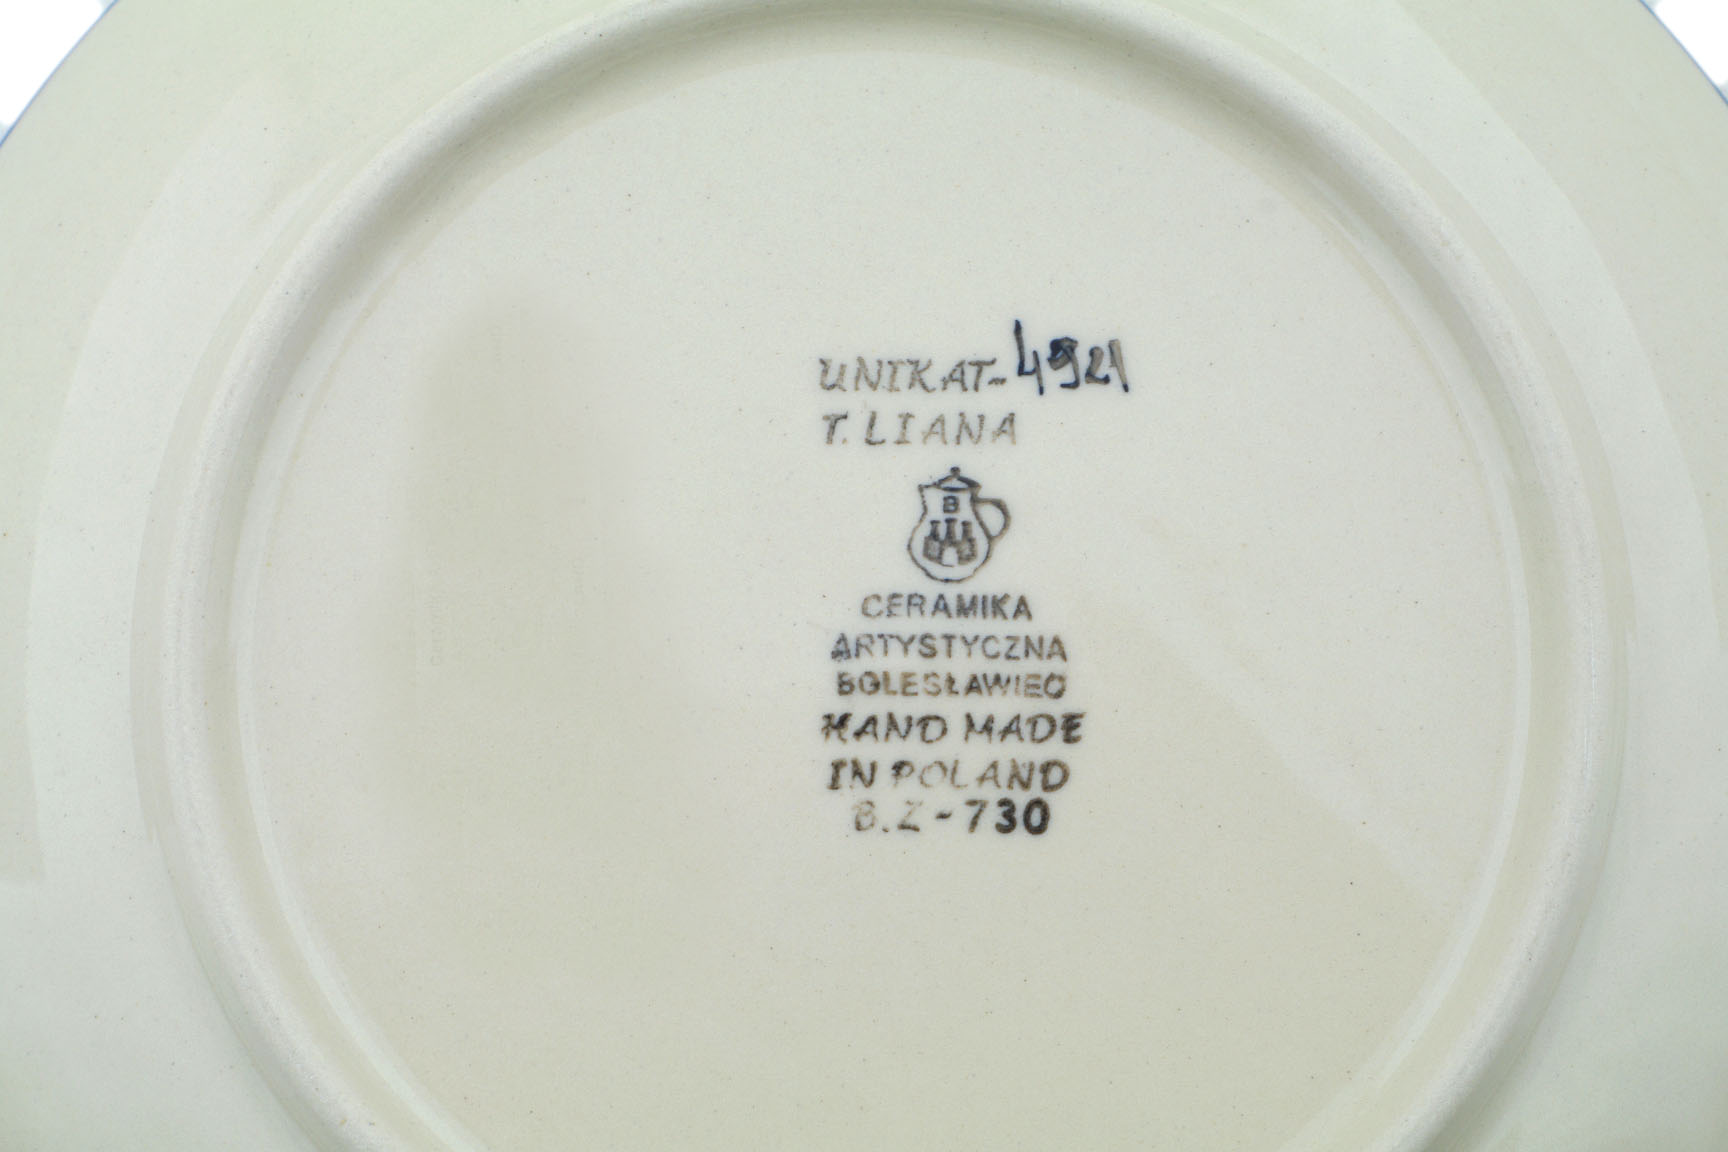 UNIKAT-4921
T. LIANA
B
CERAMIKA
ARTYSTYCZNA
BOLESŁAWIEC
HAND MADE
IN POLAND
B.Z-730